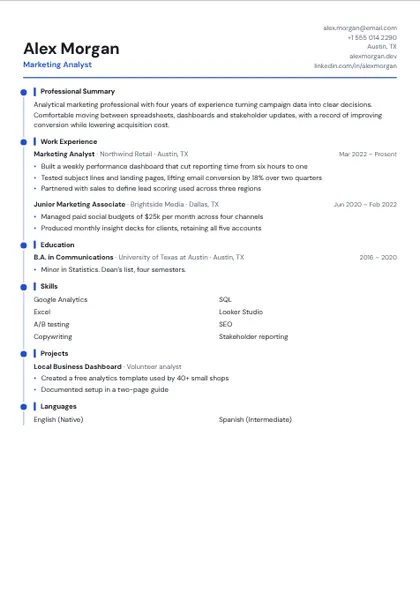 alex.morgan@email.com
+1 555 014 2290
Austin, TX
alexmorgan.dev
linkedin.com/in/alexmorgan
Alex Morgan
Marketing Analyst
Professional Summary
Analytical marketing professional with four years of experience turning campaign data into clear decisions.
Comfortable moving between spreadsheets, dashboards and stakeholder updates, with a record of improving
conversion while lowering acquisition cost.
Work Experience
Marketing Analyst · Northwind Retail · Austin, TX Mar 2022 – Present
• Built a weekly performance dashboard that cut reporting time from six hours to one
• Tested subject lines and landing pages, lifting email conversion by 18% over two quarters
• Partnered with sales to define lead scoring used across three regions
Junior Marketing Associate · Brightside Media · Dallas, TX Jun 2020 – Feb 2022
• Managed paid social budgets of $25k per month across four channels
• Produced monthly insight decks for clients, retaining all five accounts
Education
B.A. in Communications · University of Texas at Austin · Austin, TX 2016 – 2020
• Minor in Statistics. Dean's list, four semesters.
Skills
Google Analytics SQL
Excel Looker Studio
A/B testing SEO
Copywriting Stakeholder reporting
Projects
Local Business Dashboard · Volunteer analyst
• Created a free analytics template used by 40+ small shops
• Documented setup in a two-page guide
Languages
English (Native) Spanish (Intermediate)